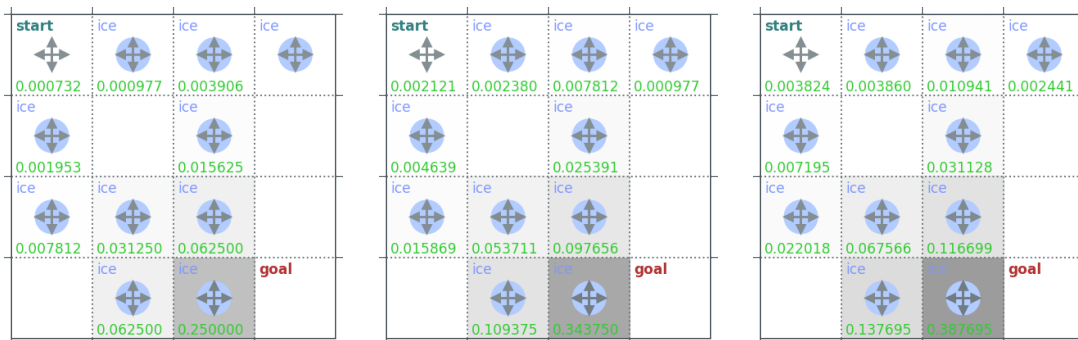 start ice ice ice
0.000732 0.000977 0.003906
ice ice
0.001953 0.015625
ice ice ice
0.007812 0.031250 0.062500
ice ice goal
0.062500 0.250000
start ice ice ice
0.002121 0.002380 0.007812 0.000977
ice ice
0.004639 0.025391
ice ice ice
0.015869 0.053711 0.097656
ice ice goal
0.109375 0.343750
start ice ice ice
0.003824 0.003860 0.010941 0.002441
ice ice
0.007195 0.031128
ice ice ice
0.022018 0.067566 0.116699
ice ice goal
0.137695 0.387695